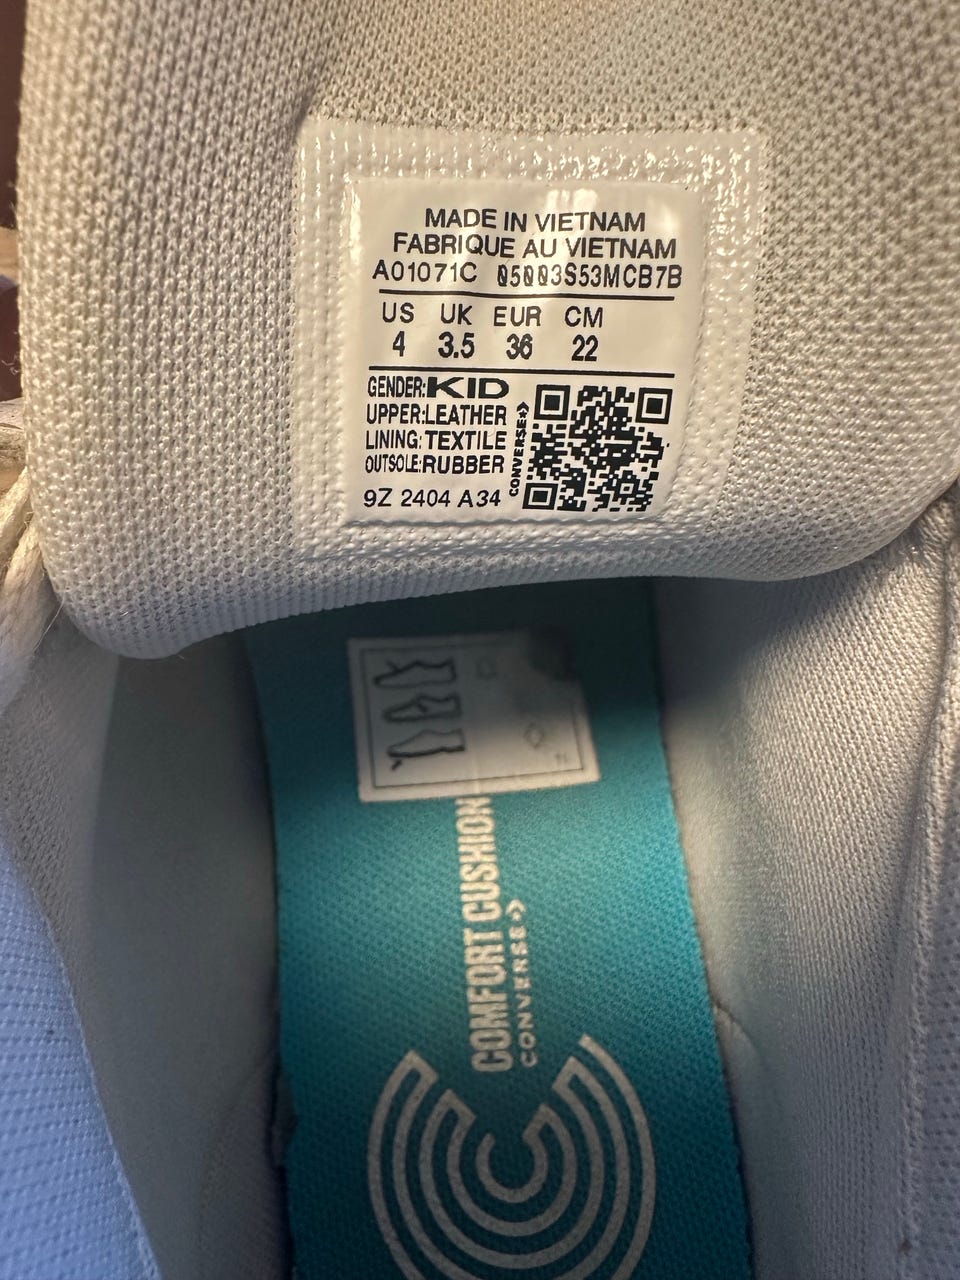 MADE IN VIETNAM
FABRIQUE AU VIETNAM
A01071C 05003S53MCB7B
US UK EUR CM
4 3.5 36 22
GENDER:KID
UPPER:LEATHER
LINING:TEXTILE
OUTSOLE:RUBBER
9Z 2404 A34
CONVERSE
COMFORT CUSHION
CONVERSE